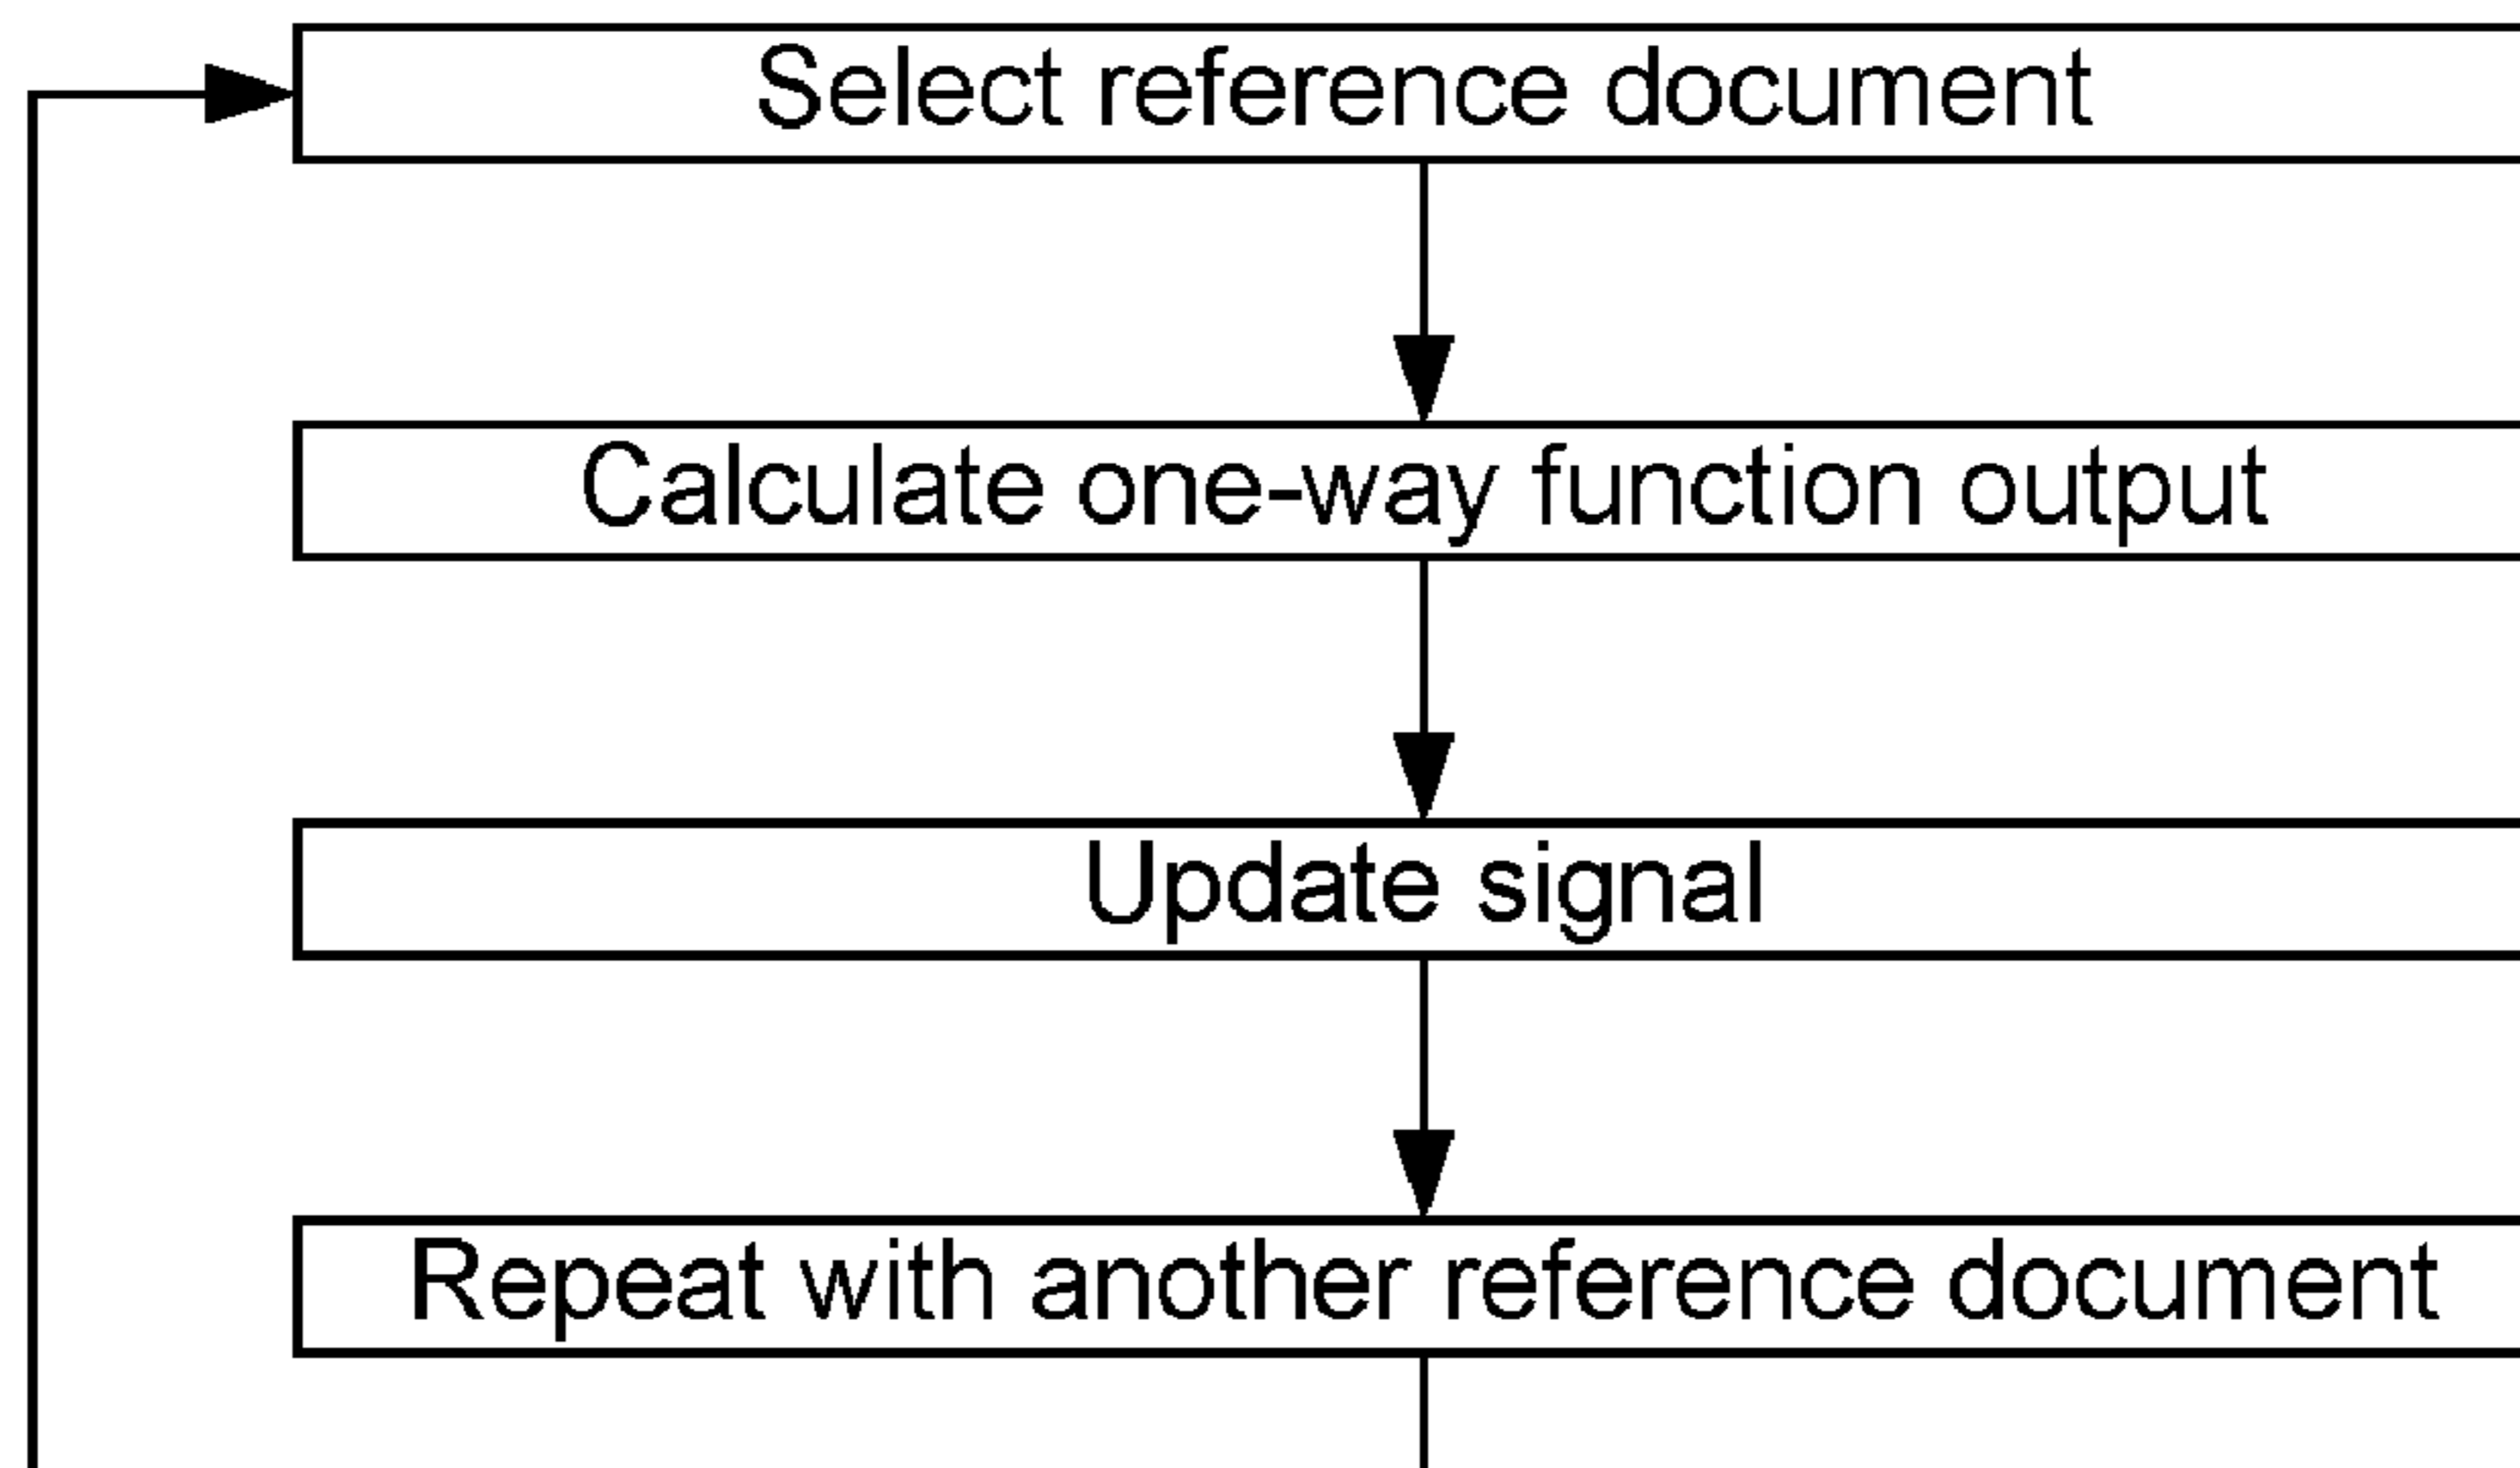 Select reference document
Calculate one-way function output
Update signal
Repeat with another reference document